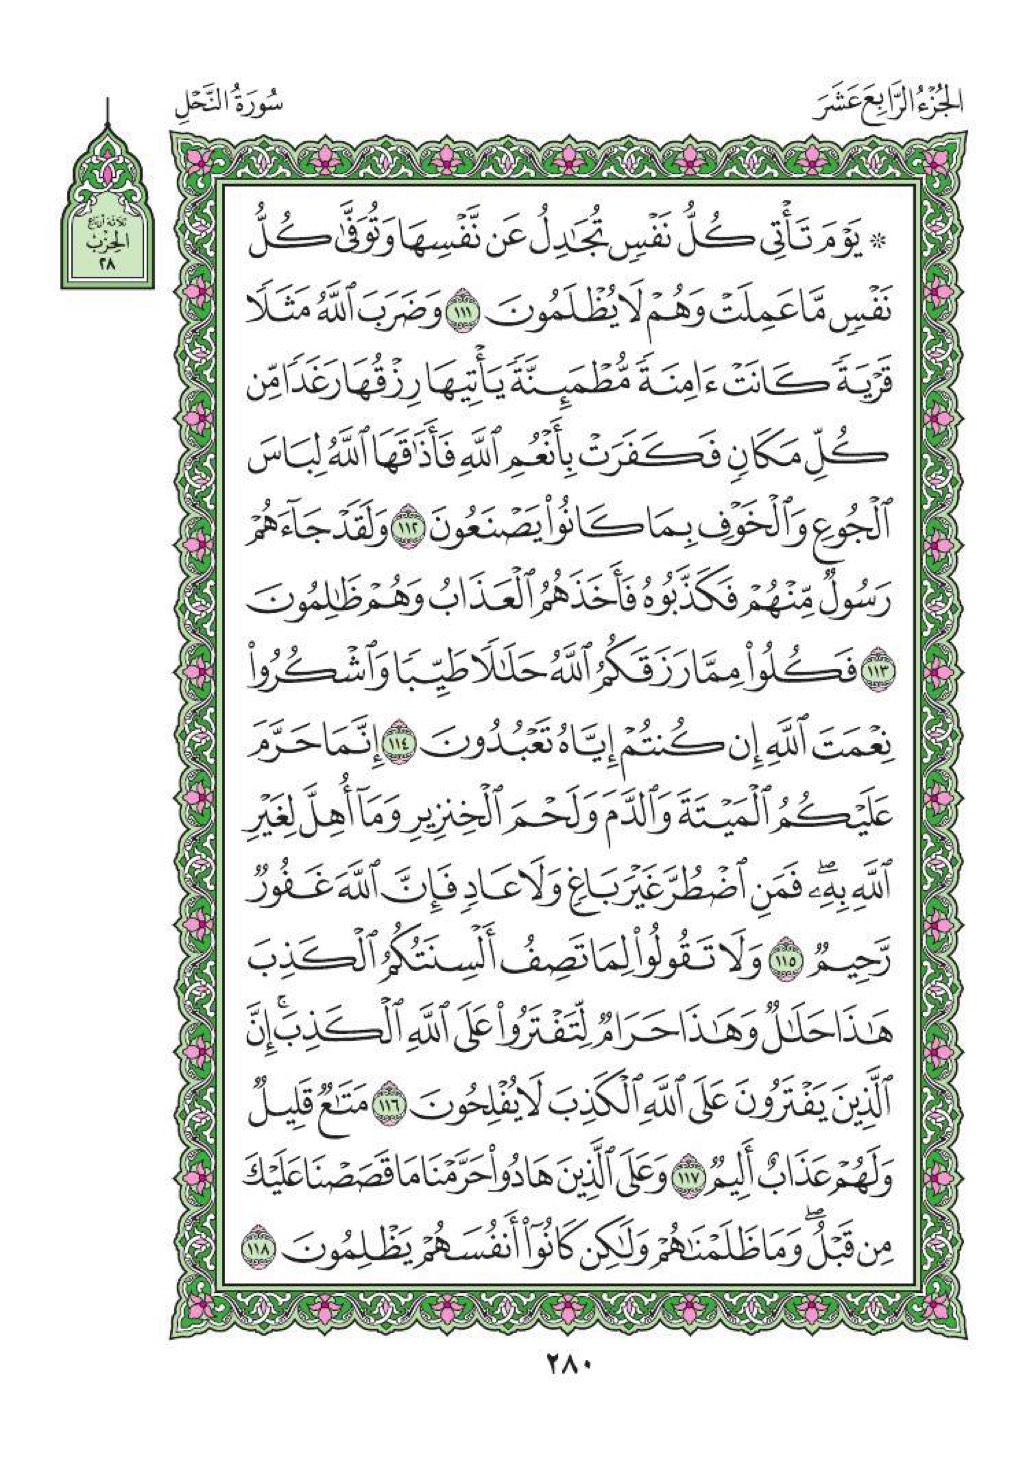 الجُزْءُ الرَّابِعَ عَشَرَ
سُورَةُ النَّحْلِ
ثلاثة أرباع
الحِزْب
٢٨
* يَوۡمَ تَأۡتِي كُلُّ نَفۡسٖ تُجَٰدِلُ عَن نَّفۡسِهَا وَتُوَفَّىٰ كُلُّ
نَفۡسٖ مَّا عَمِلَتۡ وَهُمۡ لَا يُظۡلَمُونَ ١١١ وَضَرَبَ ٱللَّهُ مَثَلٗا
قَرۡيَةٗ كَانَتۡ ءَامِنَةٗ مُّطۡمَئِنَّةٗ يَأۡتِيهَا رِزۡقُهَا رَغَدٗا مِّن
كُلِّ مَكَانٖ فَكَفَرَتۡ بِأَنۡعُمِ ٱللَّهِ فَأَذَٰقَهَا ٱللَّهُ لِبَاسَ
ٱلۡجُوعِ وَٱلۡخَوۡفِ بِمَا كَانُواْ يَصۡنَعُونَ ١١٢ وَلَقَدۡ جَآءَهُمۡ
رَسُولٞ مِّنۡهُمۡ فَكَذَّبُوهُ فَأَخَذَهُمُ ٱلۡعَذَابُ وَهُمۡ ظَٰلِمُونَ
١١٣ فَكُلُواْ مِمَّا رَزَقَكُمُ ٱللَّهُ حَلَٰلٗا طَيِّبٗا وَٱشۡكُرُواْ
نِعۡمَتَ ٱللَّهِ إِن كُنتُمۡ إِيَّاهُ تَعۡبُدُونَ ١١٤ إِنَّمَا حَرَّمَ
عَلَيۡكُمُ ٱلۡمَيۡتَةَ وَٱلدَّمَ وَلَحۡمَ ٱلۡخِنزِيرِ وَمَآ أُهِلَّ لِغَيۡرِ
ٱللَّهِ بِهِۦۖ فَمَنِ ٱضۡطُرَّ غَيۡرَ بَاغٖ وَلَا عَادٖ فَإِنَّ ٱللَّهَ غَفُورٞ
رَّحِيمٞ ١١٥ وَلَا تَقُولُواْ لِمَا تَصِفُ أَلۡسِنَتُكُمُ ٱلۡكَذِبَ
هَٰذَا حَلَٰلٞ وَهَٰذَا حَرَامٞ لِّتَفۡتَرُواْ عَلَى ٱللَّهِ ٱلۡكَذِبَۚ إِنَّ
ٱلَّذِينَ يَفۡتَرُونَ عَلَى ٱللَّهِ ٱلۡكَذِبَ لَا يُفۡلِحُونَ ١١٦ مَتَٰعٞ قَلِيلٞ
وَلَهُمۡ عَذَابٌ أَلِيمٞ ١١٧ وَعَلَى ٱلَّذِينَ هَادُواْ حَرَّمۡنَا مَا قَصَصۡنَا عَلَيۡكَ
مِن قَبۡلُۖ وَمَا ظَلَمۡنَٰهُمۡ وَلَٰكِن كَانُوٓاْ أَنفُسَهُمۡ يَظۡلِمُونَ ١١٨
٢٨٠